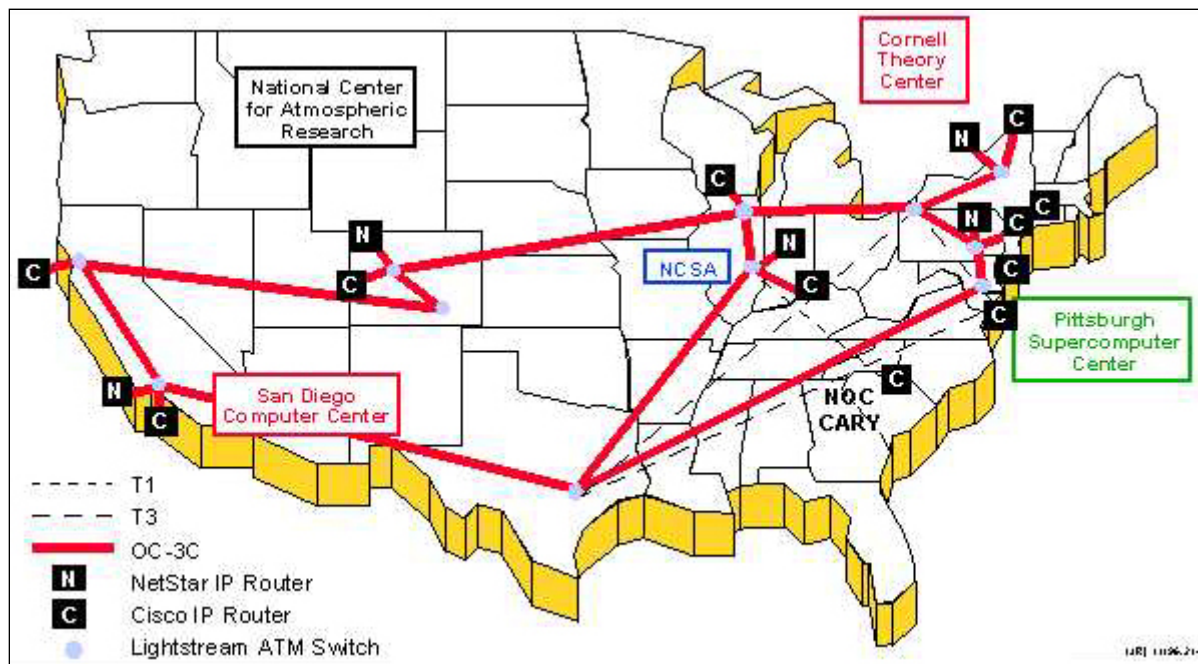 Cornell
Theory
Center
National Center
for Atmospheric
Research
C
N
C
N
N
C
C
C
N
NCSA
C
C
C
C
C
Pittsburgh
Supercomputer
Center
San Diego
Computer Center
N
C
C
NOC
CARY
T1
T3
OC-3C
N
NetStar IP Router
C
Cisco IP Router
Lightstream ATM Switch